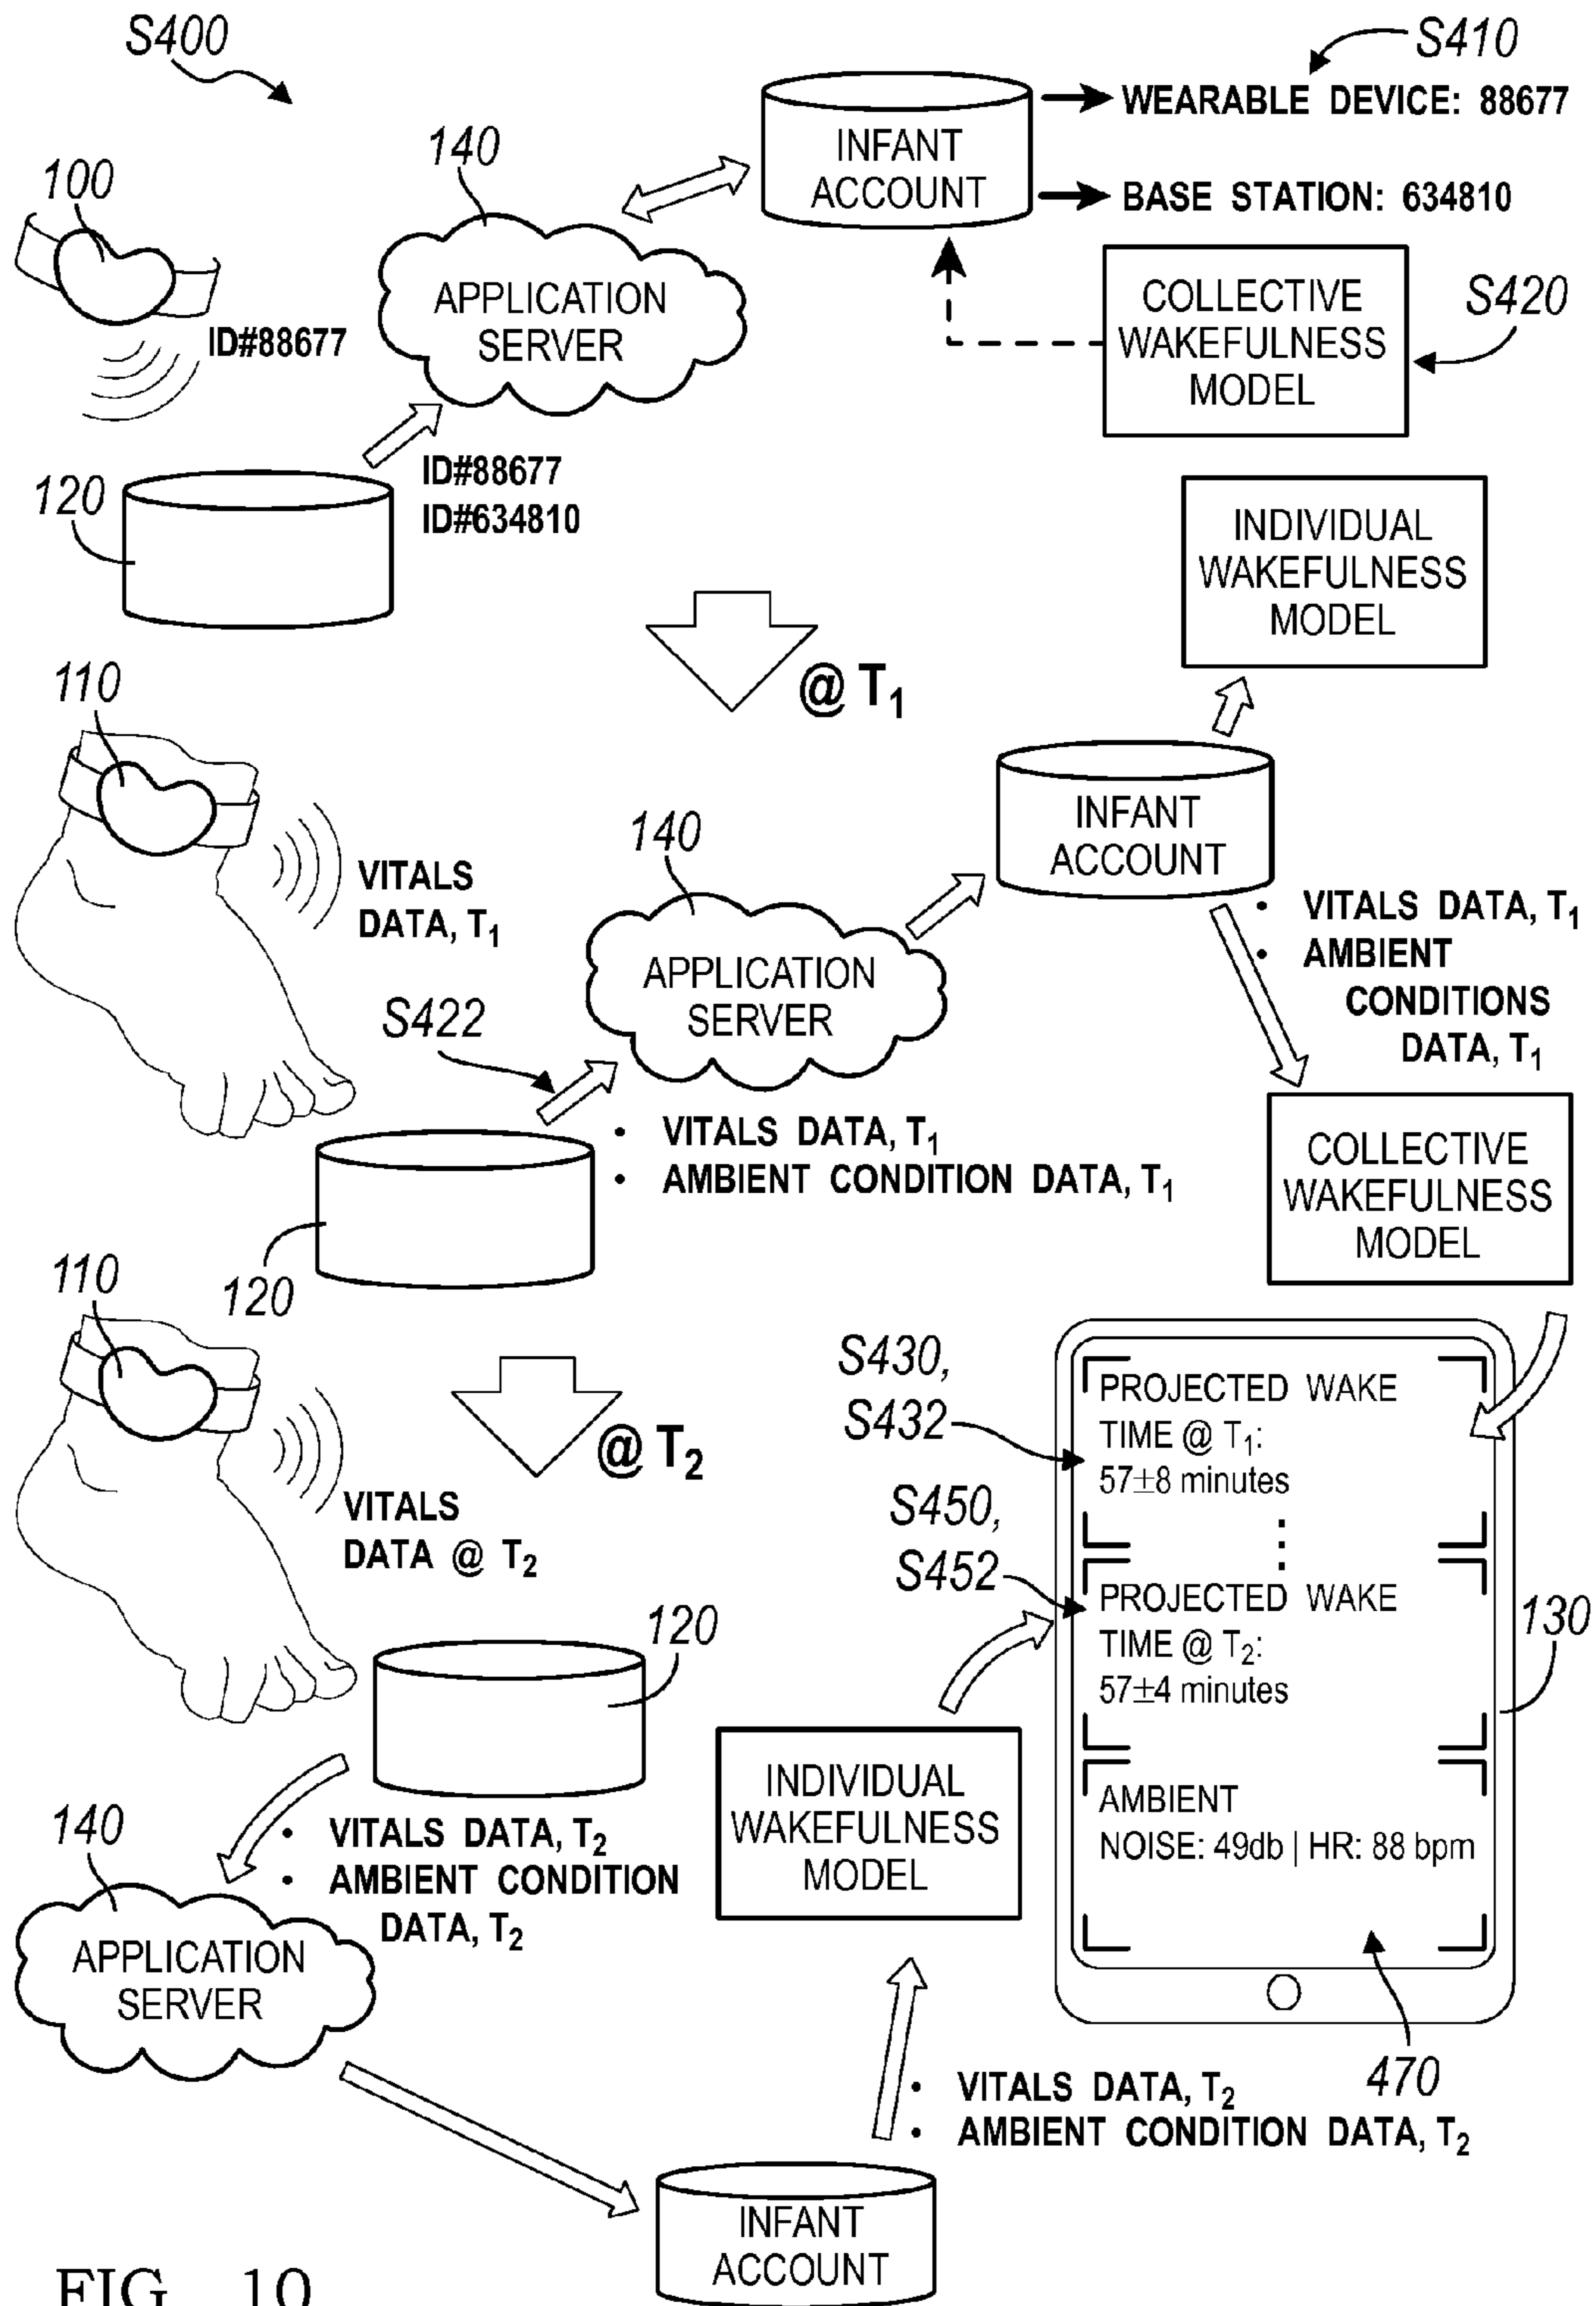 S400
S410
INFANT
ACCOUNT
WEARABLE DEVICE: 88677
BASE STATION: 634810
140
100
ID#88677
APPLICATION
SERVER
COLLECTIVE
WAKEFULNESS
MODEL
S420
120
ID#88677
ID#634810
INDIVIDUAL
WAKEFULNESS
MODEL
@ T₁
110
VITALS
DATA, T₁
140
INFANT
ACCOUNT
APPLICATION
SERVER
• VITALS DATA, T₁
• AMBIENT
CONDITIONS
DATA, T₁
S422
• VITALS DATA, T₁
• AMBIENT CONDITION DATA, T₁
COLLECTIVE
WAKEFULNESS
MODEL
120
110
@ T₂
VITALS
DATA @ T₂
S430,
S432
PROJECTED WAKE
TIME @ T₁:
57±8 minutes
S450,
S452
PROJECTED WAKE
TIME @ T₂:
57±4 minutes
130
120
INDIVIDUAL
WAKEFULNESS
MODEL
AMBIENT
NOISE: 49db | HR: 88 bpm
140
• VITALS DATA, T₂
• AMBIENT CONDITION
DATA, T₂
APPLICATION
SERVER
470
• VITALS DATA, T₂
• AMBIENT CONDITION DATA, T₂
INFANT
ACCOUNT
FIG. 10